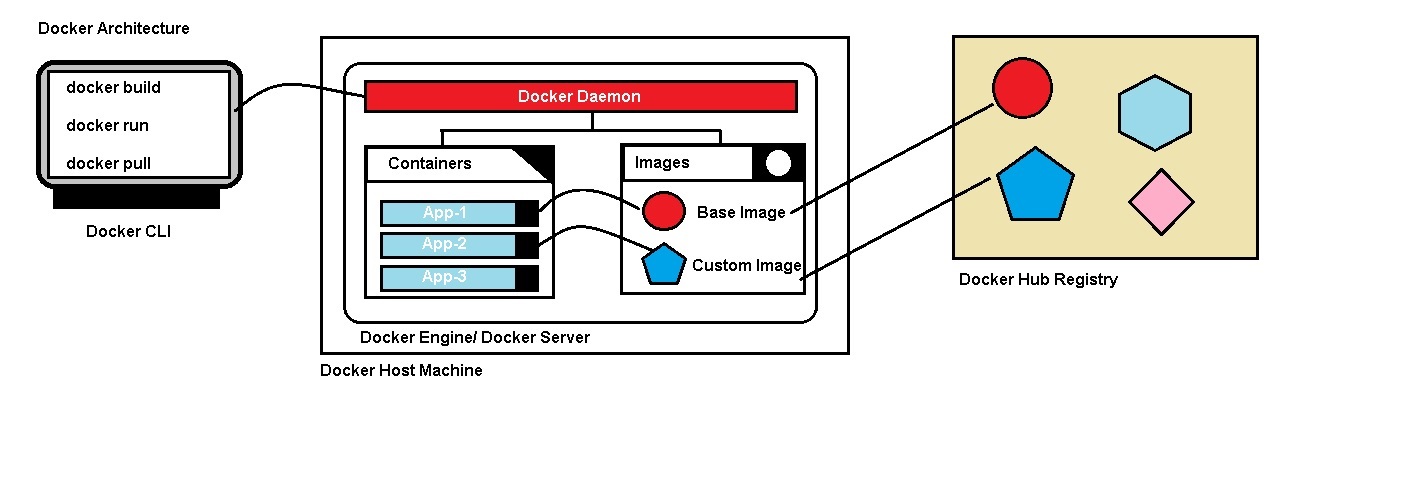 Docker Architecture
docker build
docker run
docker pull
Docker CLI
Docker Daemon
Containers
App-1
App-2
App-3
Images
Base Image
Custom Image
Docker Engine/ Docker Server
Docker Host Machine
Docker Hub Registry